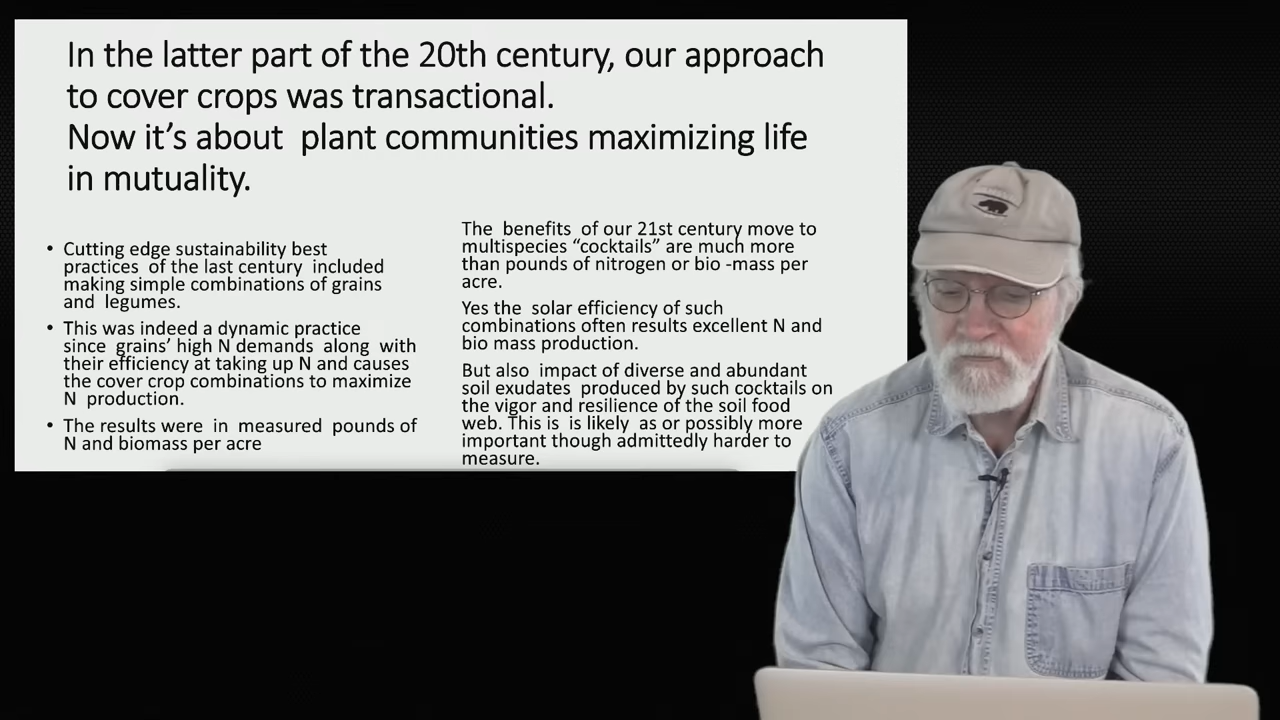 In the latter part of the 20th century, our approach
to cover crops was transactional.
Now it’s about  plant communities maximizing life
in mutuality.
• Cutting edge sustainability best
practices  of the last century  included
making simple combinations of grains
and  legumes.
• This was indeed a dynamic practice
since  grains’ high N demands  along  with
their efficiency at taking up N and causes
the cover crop combinations to maximize
N  production.
• The results were  in  measured  pounds of
N and biomass per acre
The  benefits  of our 21st century move to
multispecies “cocktails” are much more
than pounds of nitrogen or bio -mass per
acre.
Yes the  solar efficiency of such
combinations often results excellent N and
bio mass production.
But also  impact of diverse and abundant
soil exudates  produced by such cocktails on
the vigor and resilience of the soil food
web. This is  is likely  as or possibly more
important though admittedly harder to
measure.